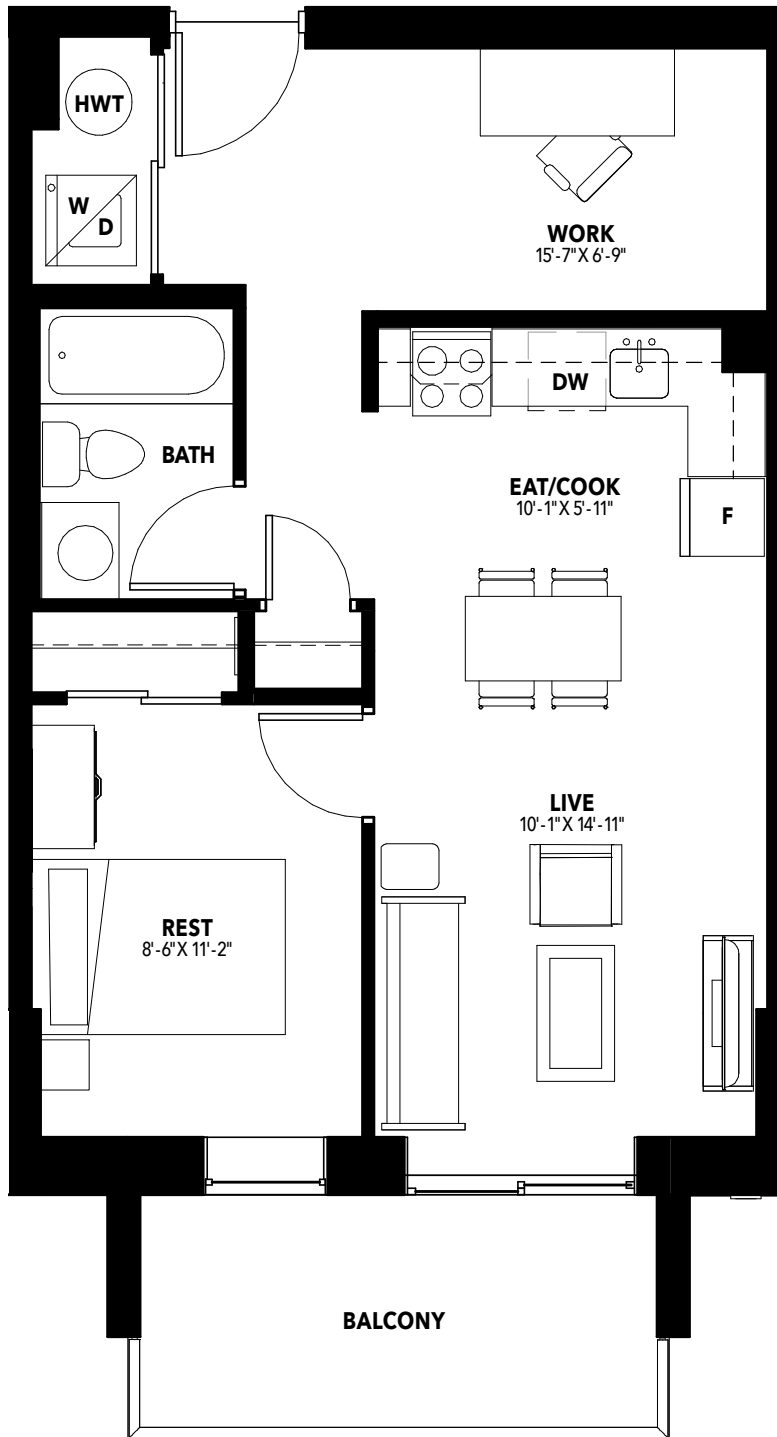 HWT
W
D
WORK
15'-7" X 6'-9"
DW
BATH
EAT/COOK
10'-1" X 5'-11"
F
LIVE
10'-1" X 14'-11"
REST
8'-6" X 11'-2"
BALCONY